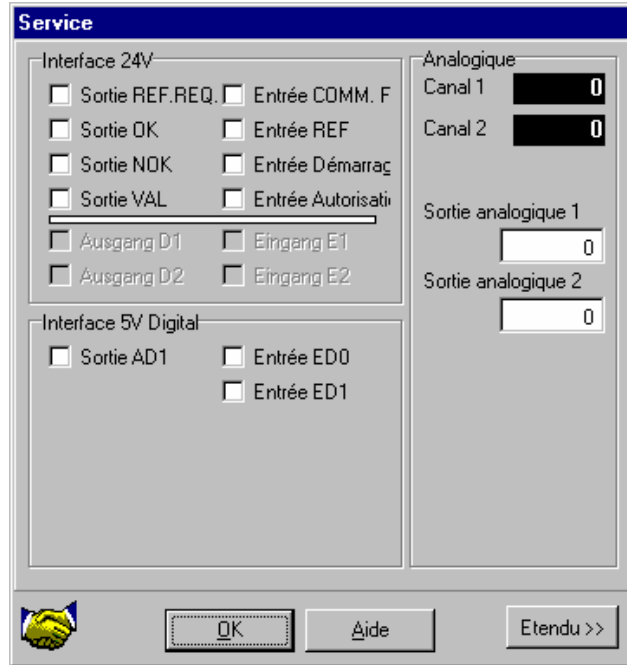 Service
Interface 24V
Sortie REF.REQ. Entrée COMM. F
Sortie OK Entrée REF
Sortie NOK Entrée Démarrag
Sortie VAL Entrée Autorisati
Ausgang D1 Eingang E1
Ausgang D2 Eingang E2
Interface 5V Digital
Sortie AD1 Entrée ED0
Entrée ED1
Analogique
Canal 1 0
Canal 2 0
Sortie analogique 1
0
Sortie analogique 2
0
OK Aide Etendu >>